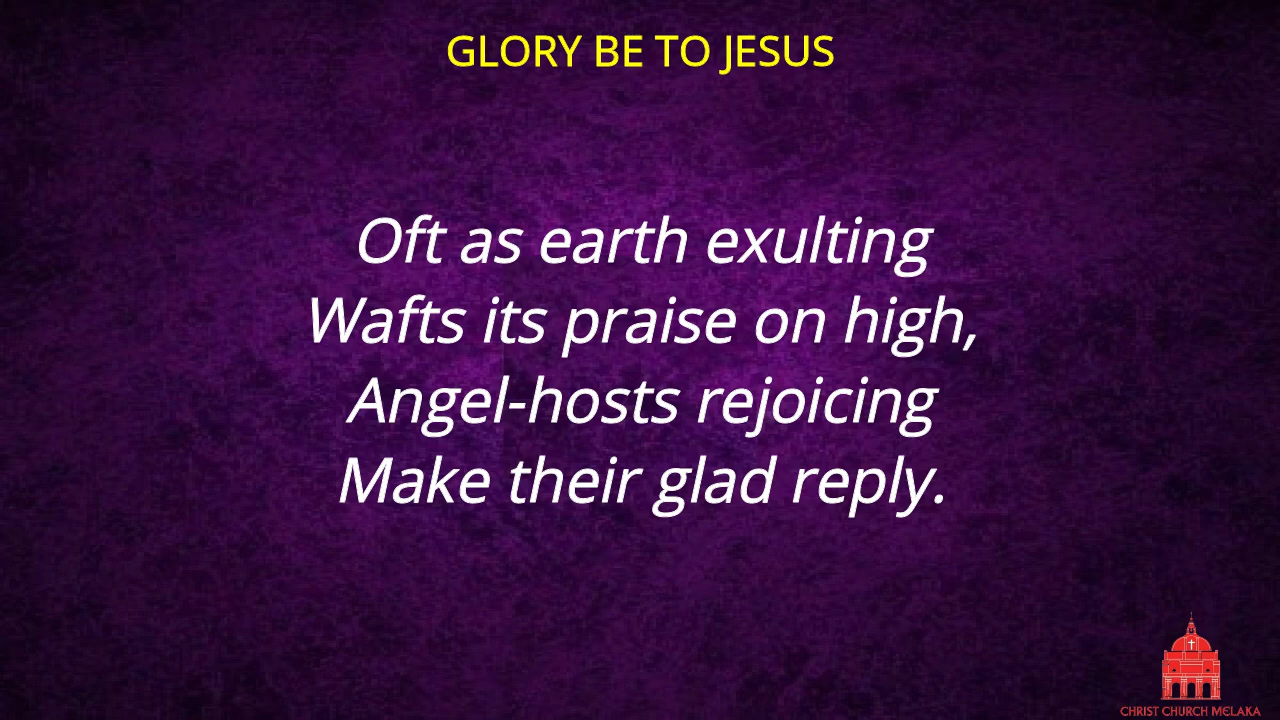 GLORY BE TO JESUS
Oft as earth exulting
Wafts its praise on high,
Angel-hosts rejoicing
Make their glad reply.
CHRIST CHURCH MELAKA